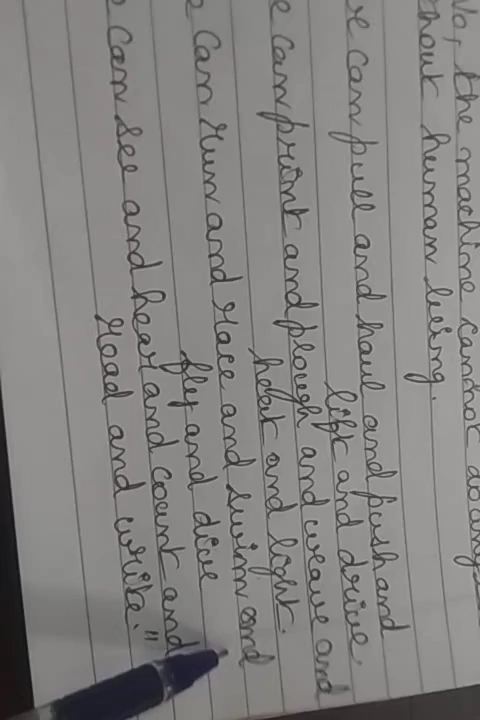 No, the machine cannot do any
without human being.
e can pull and haul and push and
lift and drive,
e can print and plough and weave and
heat and light.
e can run and race and swim and
fly and dive
e can see and hear and count and
read and write."